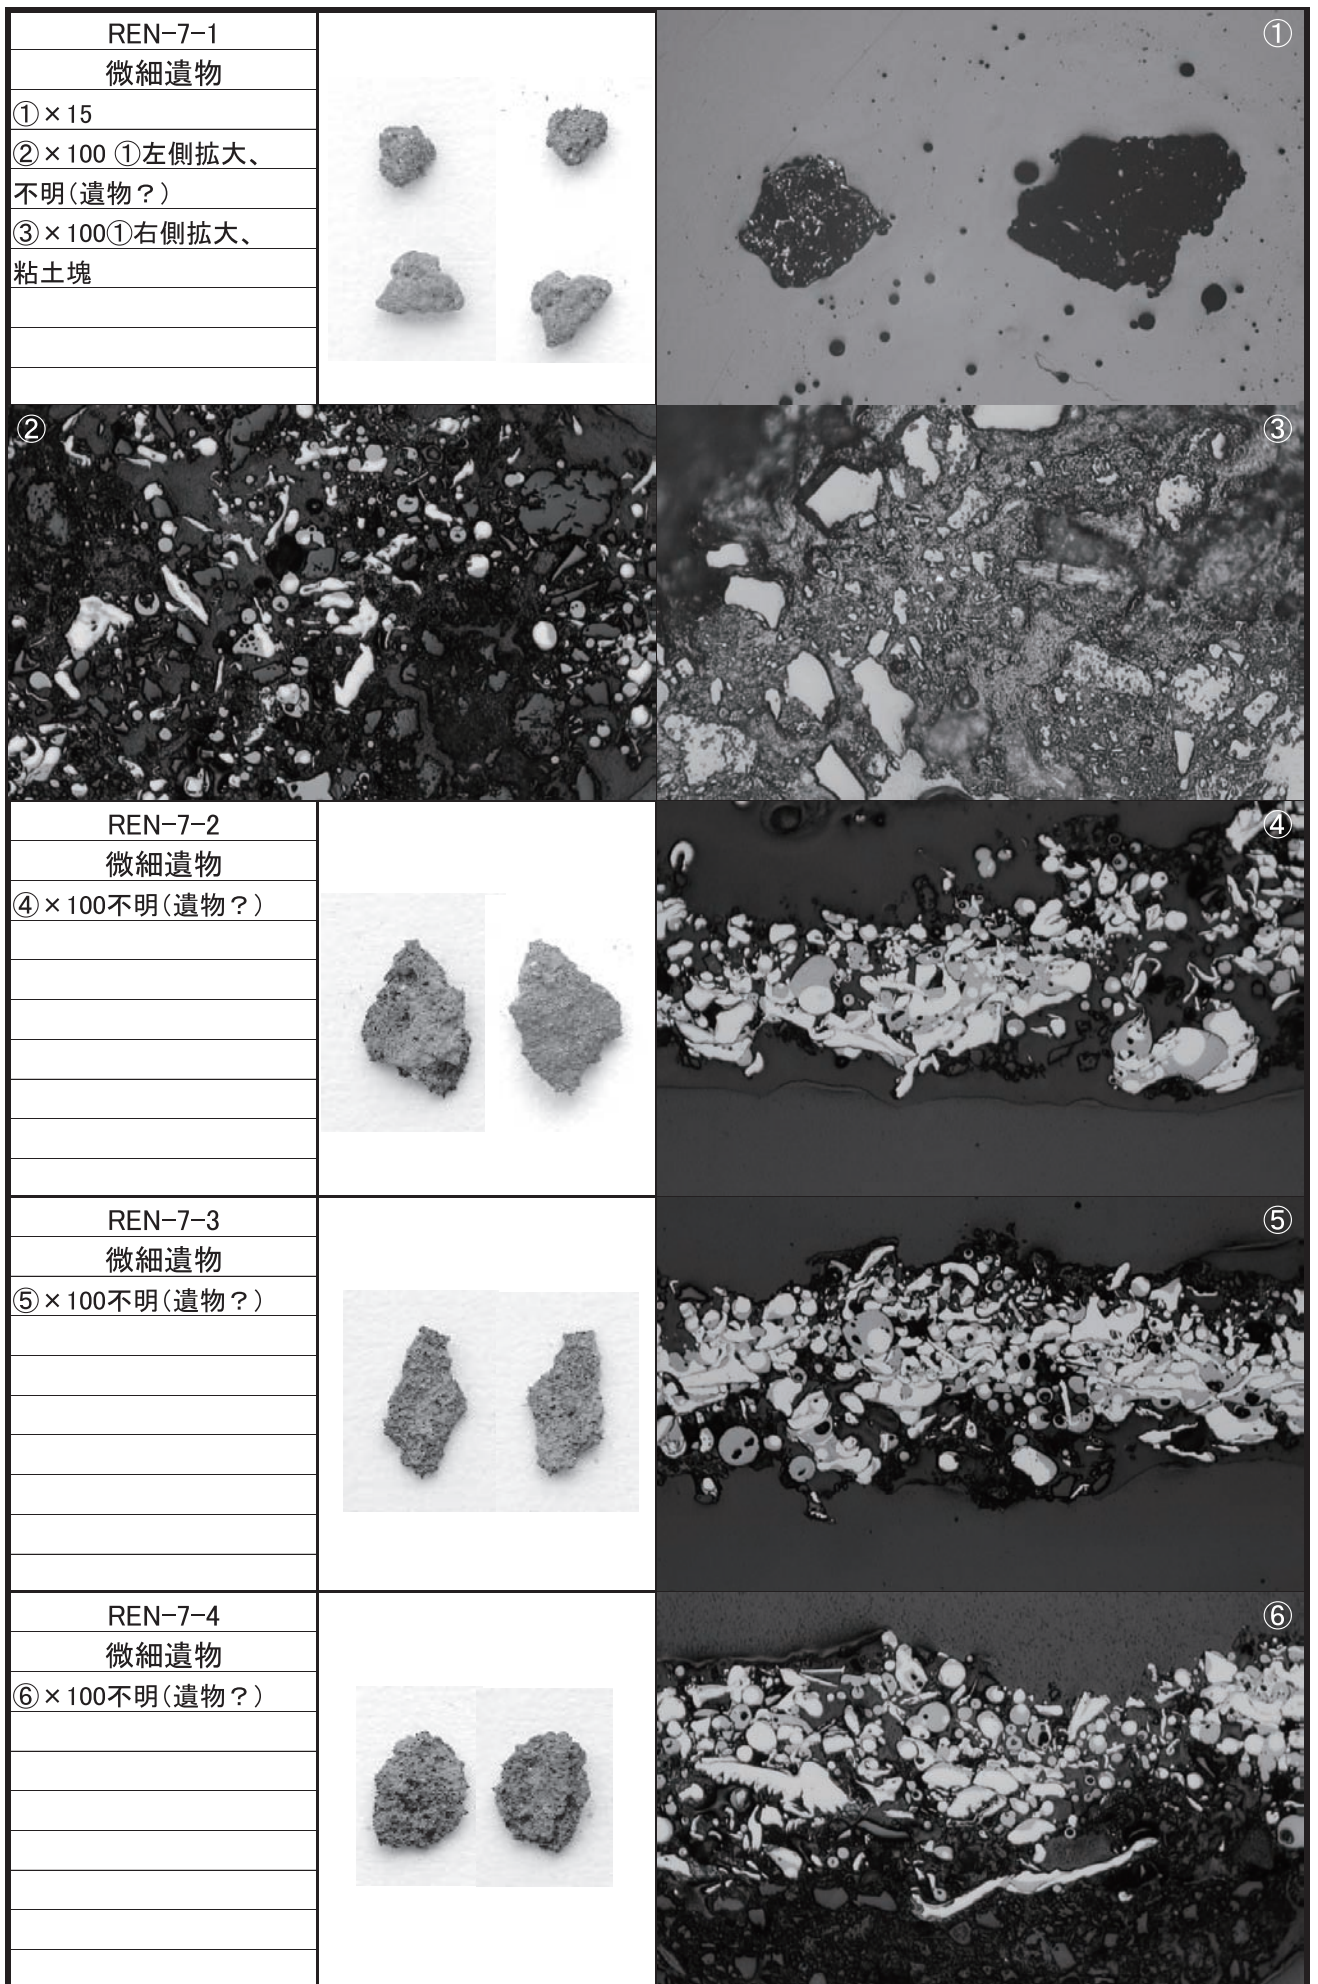 REN-7-1
微細遺物
①×15
②×100 ①左側拡大、
不明(遺物？)
③×100①右側拡大、
粘土塊
①
②
③
REN-7-2
微細遺物
④×100不明(遺物？)
④
REN-7-3
微細遺物
⑤×100不明(遺物？)
⑤
REN-7-4
微細遺物
⑥×100不明(遺物？)
⑥